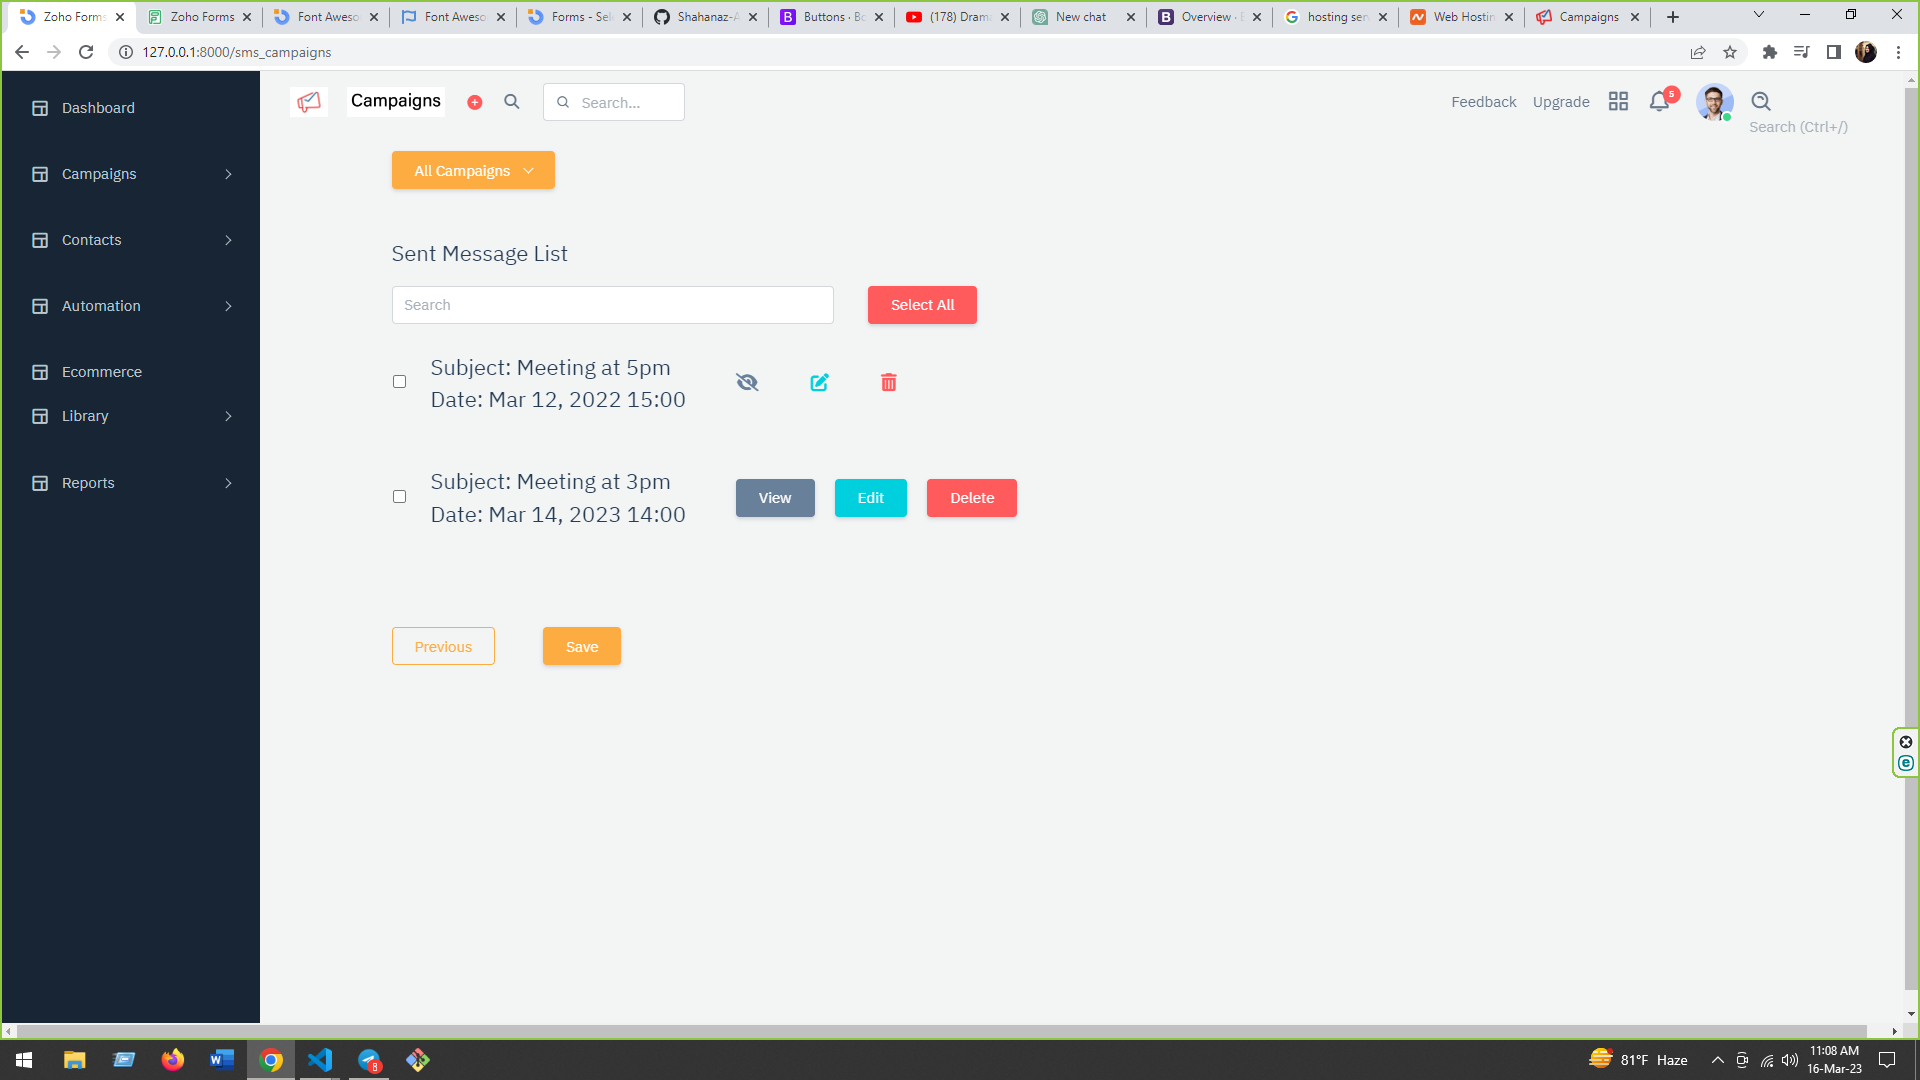 Zoho Forms
Zoho Forms
Font Aweso
Font Aweso
Forms - Sele
Shahanaz-A
Buttons · Bo
(178) Drama
New chat
Overview ·
hosting serv
Web Hostin
Campaigns
127.0.0.1:8000/sms_campaigns
Dashboard
Campaigns
Contacts
Automation
Ecommerce
Library
Reports
Campaigns
Search...
Feedback
Upgrade
5
Search (Ctrl+/)
All Campaigns
Sent Message List
Search
Select All
Subject: Meeting at 5pm
Date: Mar 12, 2022 15:00
Subject: Meeting at 3pm
Date: Mar 14, 2023 14:00
View
Edit
Delete
Previous
Save
8
81°F Haze
11:08 AM
16-Mar-23